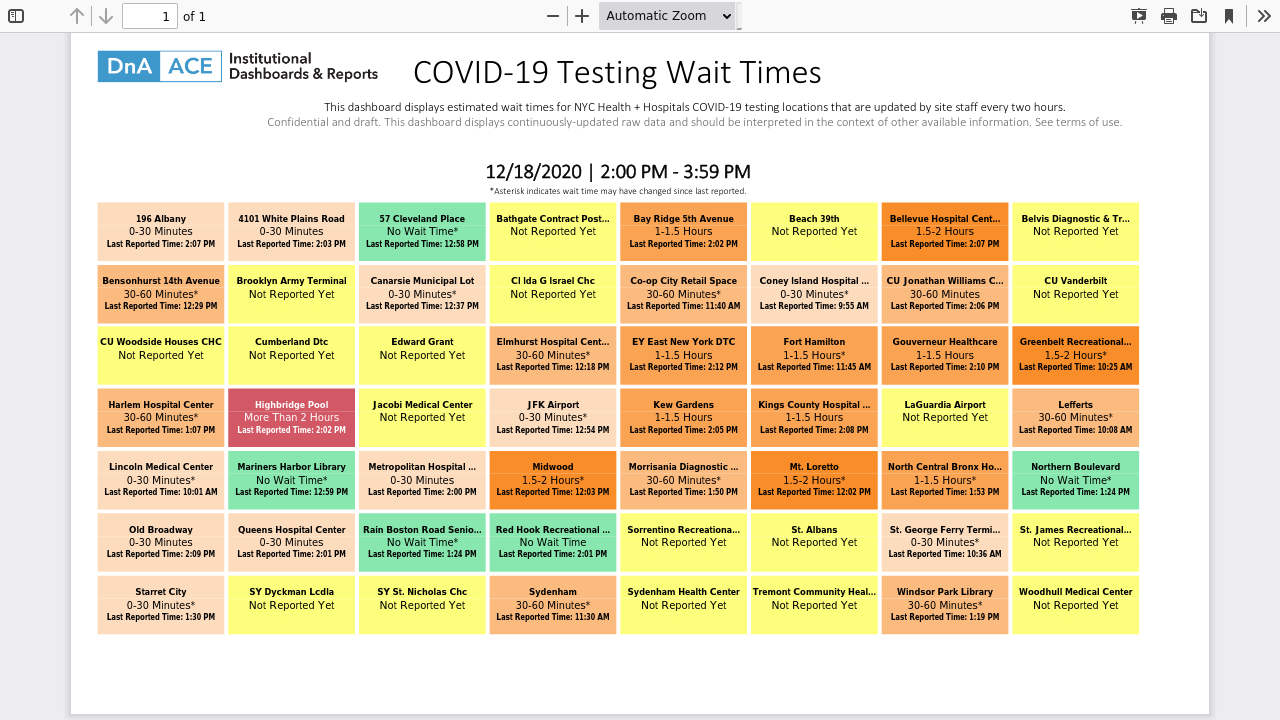 1 of 1 Automatic Zoom
DnA ACE Institutional Dashboards & Reports
COVID-19 Testing Wait Times
This dashboard displays estimated wait times for NYC Health + Hospitals COVID-19 testing locations that are updated by site staff every two hours.
Confidential and draft. This dashboard displays continuously-updated raw data and should be interpreted in the context of other available information. See terms of use.
12/18/2020 | 2:00 PM - 3:59 PM
*Asterisk indicates wait time may have changed since last reported.
196 Albany
0-30 Minutes
Last Reported Time: 2:07 PM
4101 White Plains Road
0-30 Minutes
Last Reported Time: 2:03 PM
57 Cleveland Place
No Wait Time*
Last Reported Time: 12:58 PM
Bathgate Contract Post...
Not Reported Yet
Bay Ridge 5th Avenue
1-1.5 Hours
Last Reported Time: 2:02 PM
Beach 39th
Not Reported Yet
Bellevue Hospital Cent...
1.5-2 Hours
Last Reported Time: 2:07 PM
Belvis Diagnostic & Tr...
Not Reported Yet
Bensonhurst 14th Avenue
30-60 Minutes*
Last Reported Time: 12:29 PM
Brooklyn Army Terminal
Not Reported Yet
Canarsie Municipal Lot
0-30 Minutes*
Last Reported Time: 12:37 PM
Cl Ida G Israel Chc
Not Reported Yet
Co-op City Retail Space
30-60 Minutes*
Last Reported Time: 11:40 AM
Coney Island Hospital ...
0-30 Minutes*
Last Reported Time: 9:55 AM
CU Jonathan Williams C...
30-60 Minutes
Last Reported Time: 2:06 PM
CU Vanderbilt
Not Reported Yet
CU Woodside Houses CHC
Not Reported Yet
Cumberland Dtc
Not Reported Yet
Edward Grant
Not Reported Yet
Elmhurst Hospital Cent...
30-60 Minutes*
Last Reported Time: 12:18 PM
EY East New York DTC
1-1.5 Hours
Last Reported Time: 2:12 PM
Fort Hamilton
1-1.5 Hours*
Last Reported Time: 11:45 AM
Gouverneur Healthcare
1-1.5 Hours
Last Reported Time: 2:10 PM
Greenbelt Recreational...
1.5-2 Hours*
Last Reported Time: 10:25 AM
Harlem Hospital Center
30-60 Minutes*
Last Reported Time: 1:07 PM
Highbridge Pool
More Than 2 Hours
Last Reported Time: 2:02 PM
Jacobi Medical Center
Not Reported Yet
JFK Airport
0-30 Minutes*
Last Reported Time: 12:54 PM
Kew Gardens
1-1.5 Hours
Last Reported Time: 2:05 PM
Kings County Hospital ...
1-1.5 Hours
Last Reported Time: 2:08 PM
LaGuardia Airport
Not Reported Yet
Lefferts
30-60 Minutes*
Last Reported Time: 10:08 AM
Lincoln Medical Center
0-30 Minutes*
Last Reported Time: 10:01 AM
Mariners Harbor Library
No Wait Time*
Last Reported Time: 12:59 PM
Metropolitan Hospital ...
0-30 Minutes
Last Reported Time: 2:00 PM
Midwood
1.5-2 Hours*
Last Reported Time: 12:03 PM
Morrisania Diagnostic ...
30-60 Minutes*
Last Reported Time: 1:50 PM
Mt. Loretto
1.5-2 Hours*
Last Reported Time: 12:02 PM
North Central Bronx Ho...
1-1.5 Hours*
Last Reported Time: 1:53 PM
Northern Boulevard
No Wait Time*
Last Reported Time: 1:24 PM
Old Broadway
0-30 Minutes
Last Reported Time: 2:09 PM
Queens Hospital Center
0-30 Minutes
Last Reported Time: 2:01 PM
Rain Boston Road Senio...
No Wait Time*
Last Reported Time: 1:24 PM
Red Hook Recreational ...
No Wait Time
Last Reported Time: 2:01 PM
Sorrentino Recreationa...
Not Reported Yet
St. Albans
Not Reported Yet
St. George Ferry Termi...
0-30 Minutes*
Last Reported Time: 10:36 AM
St. James Recreational...
Not Reported Yet
Starret City
0-30 Minutes*
Last Reported Time: 1:30 PM
SY Dyckman Lcdla
Not Reported Yet
SY St. Nicholas Chc
Not Reported Yet
Sydenham
30-60 Minutes*
Last Reported Time: 11:30 AM
Sydenham Health Center
Not Reported Yet
Tremont Community Heal...
Not Reported Yet
Windsor Park Library
30-60 Minutes*
Last Reported Time: 1:19 PM
Woodhull Medical Center
Not Reported Yet